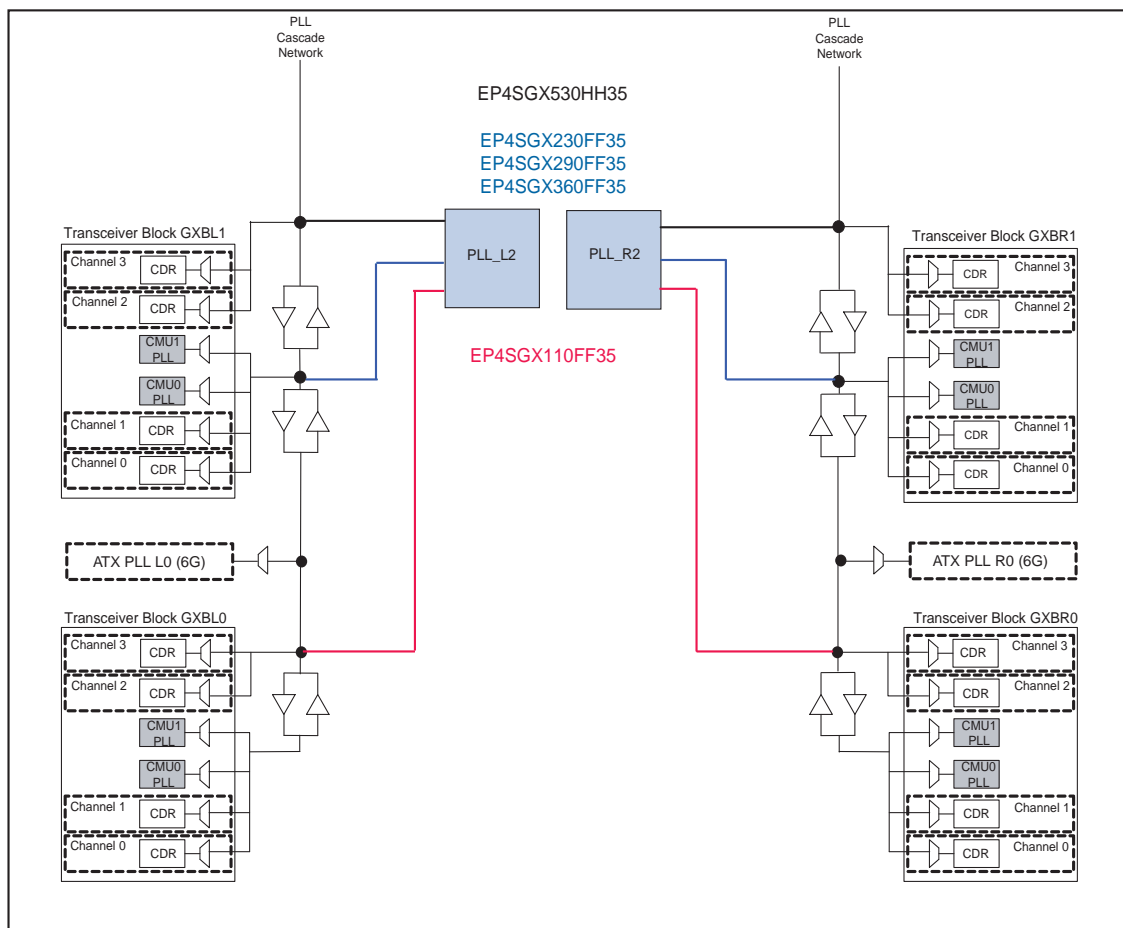 PLL
Cascade
Network
PLL
Cascade
Network
EP4SGX530HH35
EP4SGX230FF35
EP4SGX290FF35
EP4SGX360FF35
PLL_L2
PLL_R2
EP4SGX110FF35
Transceiver Block GXBL1
Channel 3
CDR
Channel 2
CDR
CMU1
PLL
CMU0
PLL
Channel 1
CDR
Channel 0
CDR
ATX PLL L0 (6G)
Transceiver Block GXBL0
Channel 3
CDR
Channel 2
CDR
CMU1
PLL
CMU0
PLL
Channel 1
CDR
Channel 0
CDR
Transceiver Block GXBR1
Channel 3
CDR
Channel 2
CDR
CMU1
PLL
CMU0
PLL
Channel 1
CDR
Channel 0
CDR
ATX PLL R0 (6G)
Transceiver Block GXBR0
Channel 3
CDR
Channel 2
CDR
CMU1
PLL
CMU0
PLL
Channel 1
CDR
Channel 0
CDR